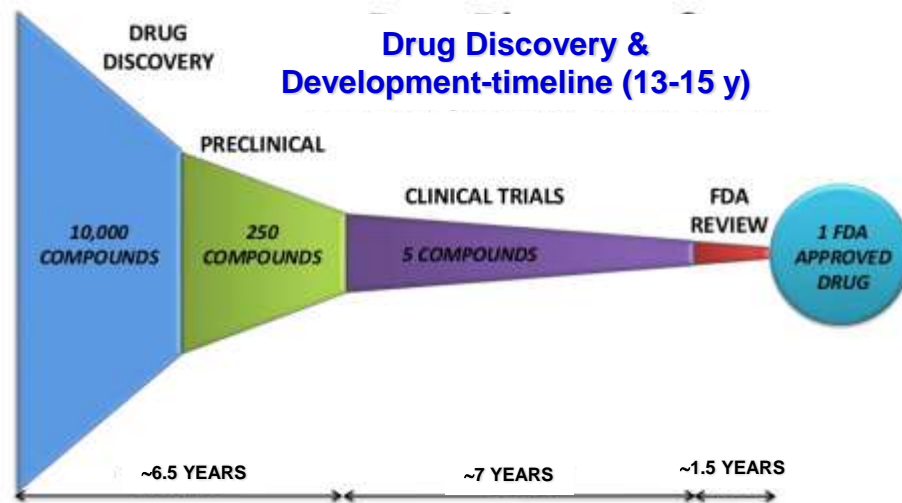 Drug Discovery &
Development-timeline (13-15 y)
DRUG
DISCOVERY
PRECLINICAL
CLINICAL TRIALS
FDA
REVIEW
10,000
COMPOUNDS
250
COMPOUNDS
5 COMPOUNDS
1 FDA
APPROVED
DRUG
~6.5 YEARS
~7 YEARS
~1.5 YEARS